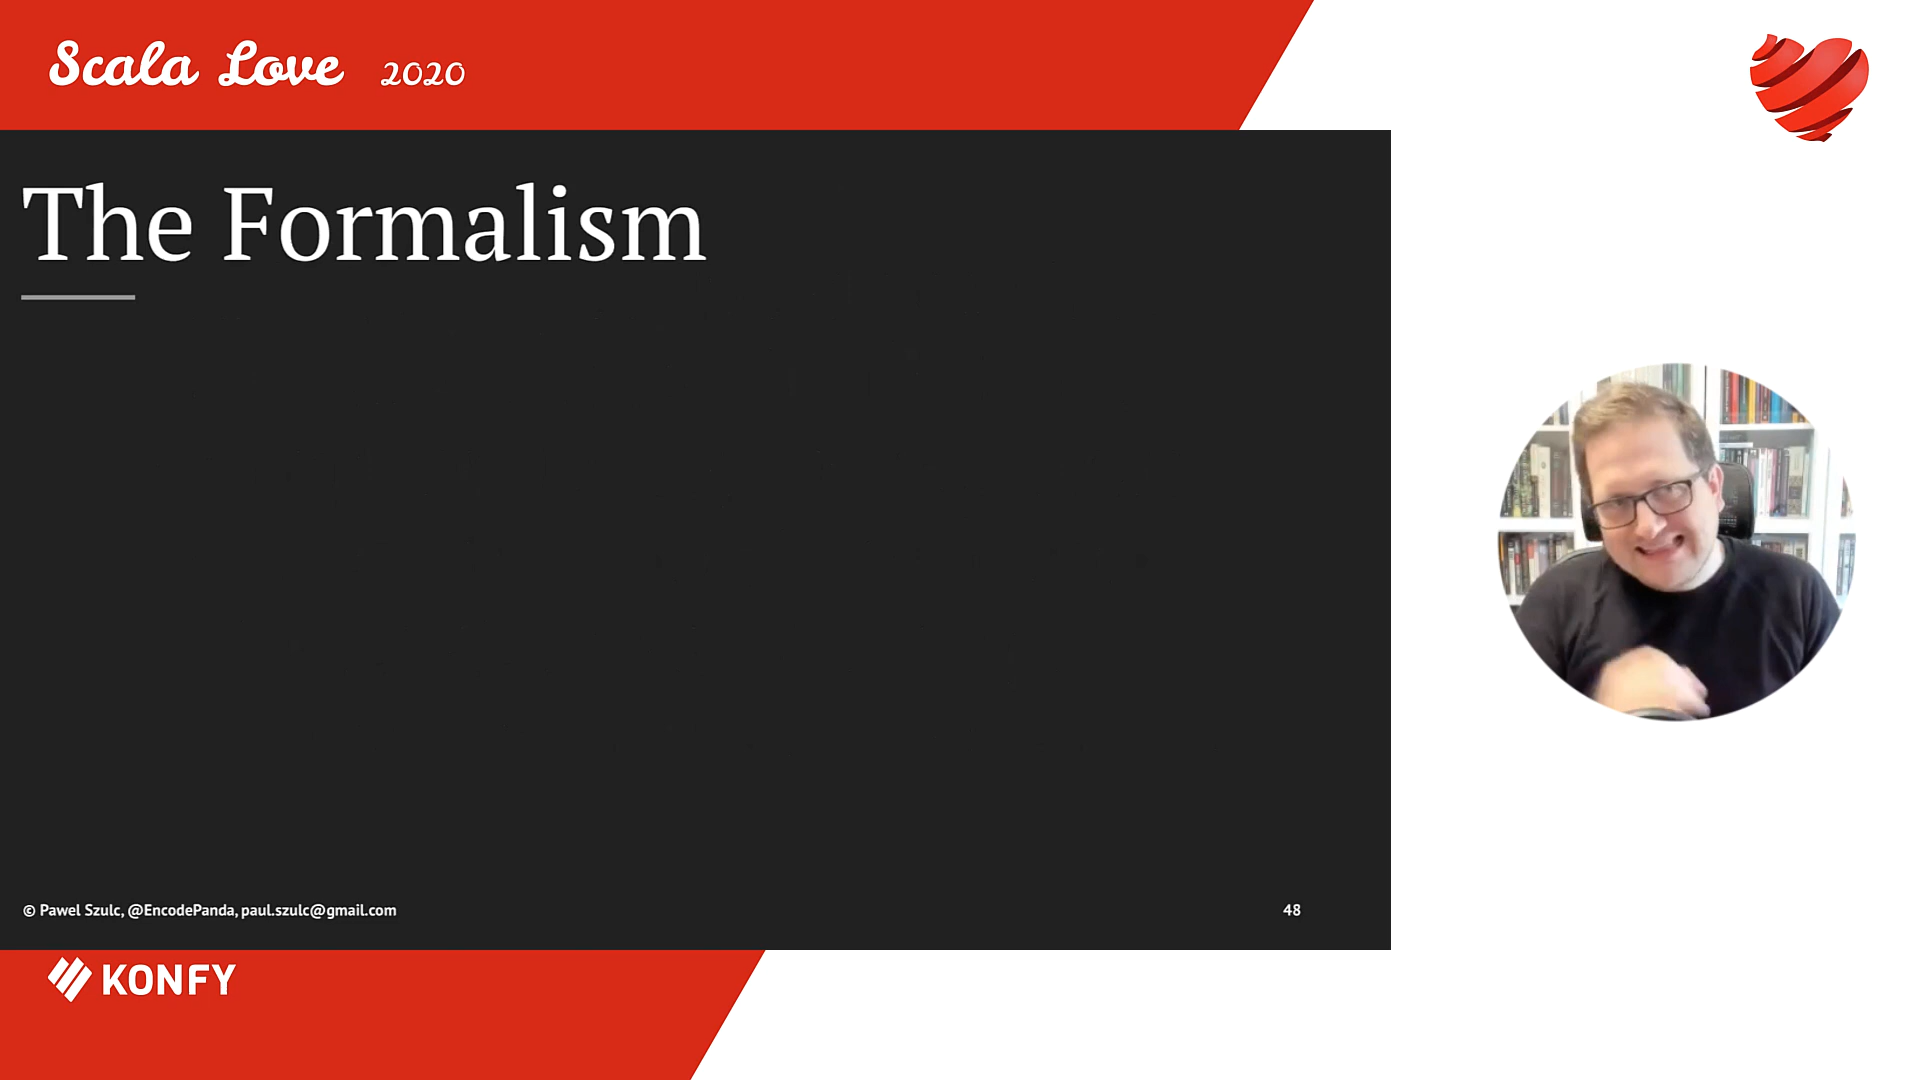 Scala Love 2020
The Formalism
© Pawel Szulc, @EncodePanda, paul.szulc@gmail.com
48
KONFY